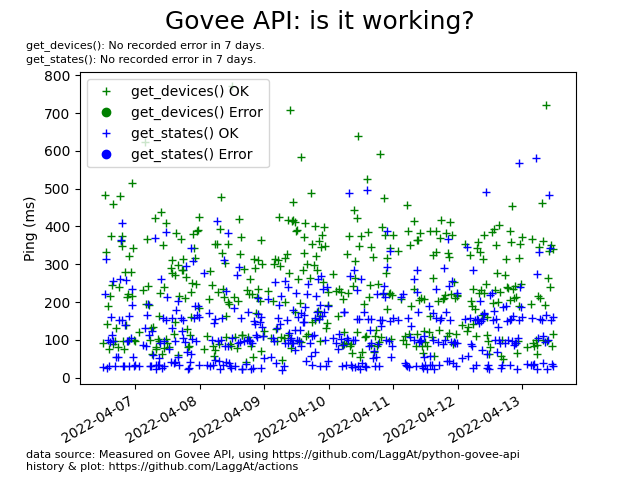 Govee API: is it working?
get_devices(): No recorded error in 7 days.
get_states(): No recorded error in 7 days.
800
700
600
500
400
300
200
100
0
Ping (ms)
get_devices() OK
get_devices() Error
get_states() OK
get_states() Error
2022-04-07
2022-04-08
2022-04-09
2022-04-10
2022-04-11
2022-04-12
2022-04-13
data source: Measured on Govee API, using https://github.com/LaggAt/python-govee-api
history & plot: https://github.com/LaggAt/actions